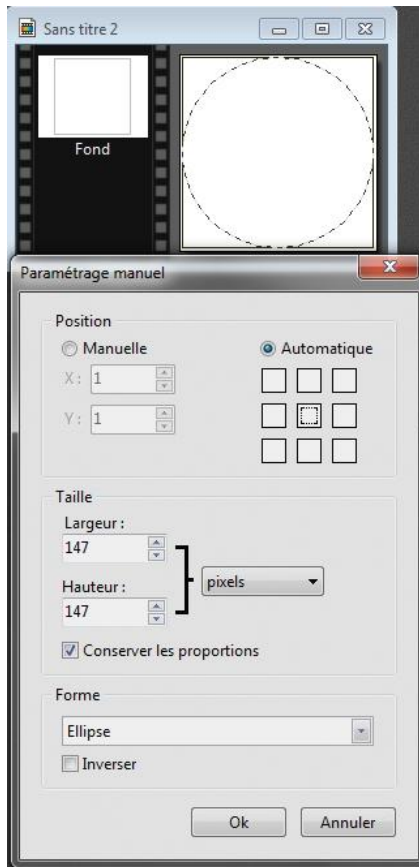 Sans titre 2
Fond
Paramétrage manuel
Position
Manuelle
Automatique
X : 1
Y : 1
Taille
Largeur :
147
pixels
Hauteur :
147
Conserver les proportions
Forme
Ellipse
Inverser
Ok
Annuler